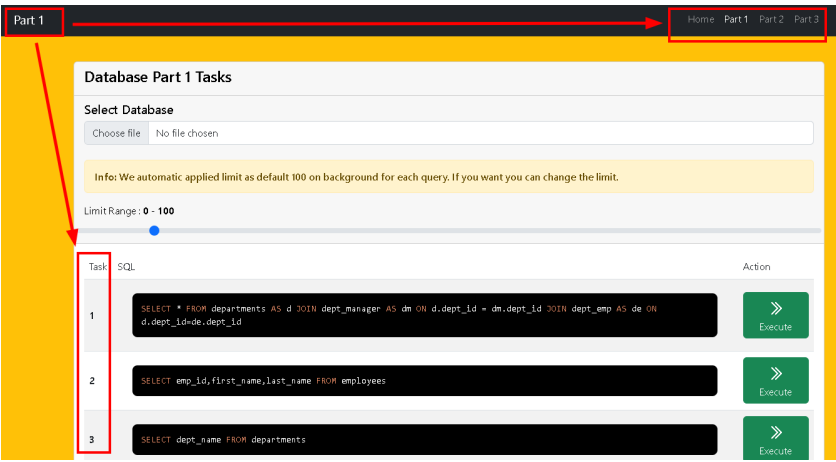 Part 1
Home Part 1 Part 2 Part 3
Database Part 1 Tasks
Select Database
Choose file No file chosen
Info: We automatic applied limit as default 100 on background for each query. If you want you can change the limit.
Limit Range : 0 - 100
Task SQL Action
1
SELECT * FROM departments AS d JOIN dept_manager AS dm ON d.dept_id = dm.dept_id JOIN dept_emp AS de ON
d.dept_id=de.dept_id
Execute
2
SELECT emp_id,first_name,last_name FROM employees
Execute
3
SELECT dept_name FROM departments
Execute